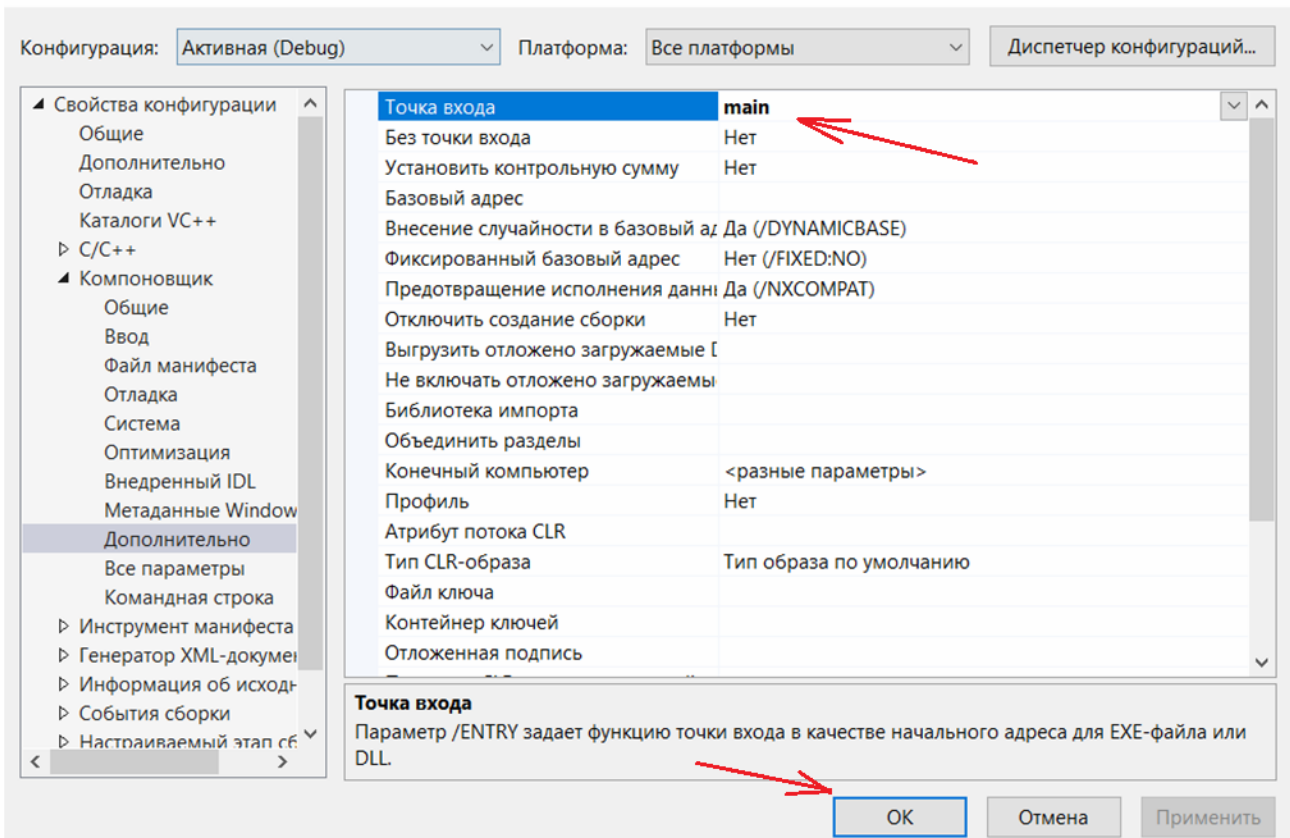 Конфигурация: Активная (Debug) Платформа: Все платформы Диспетчер конфигураций...
Свойства конфигурации
Общие
Дополнительно
Отладка
Каталоги VC++
C/C++
Компоновщик
Общие
Ввод
Файл манифеста
Отладка
Система
Оптимизация
Внедренный IDL
Метаданные Window
Дополнительно
Все параметры
Командная строка
Инструмент манифеста
Генератор XML-докумен
Информация об исходн
События сборки
Настраиваемый этап сб
Точка входа main
Без точки входа Нет
Установить контрольную сумму Нет
Базовый адрес
Внесение случайности в базовый ад Да (/DYNAMICBASE)
Фиксированный базовый адрес Нет (/FIXED:NO)
Предотвращение исполнения данны Да (/NXCOMPAT)
Отключить создание сборки Нет
Выгрузить отложено загружаемые D
Не включать отложено загружаемы
Библиотека импорта
Объединить разделы
Конечный компьютер <разные параметры>
Профиль Нет
Атрибут потока CLR
Тип CLR-образа Тип образа по умолчанию
Файл ключа
Контейнер ключей
Отложенная подпись
Точка входа
Параметр /ENTRY задает функцию точки входа в качестве начального адреса для EXE-файла или
DLL.
ОК Отмена Применить